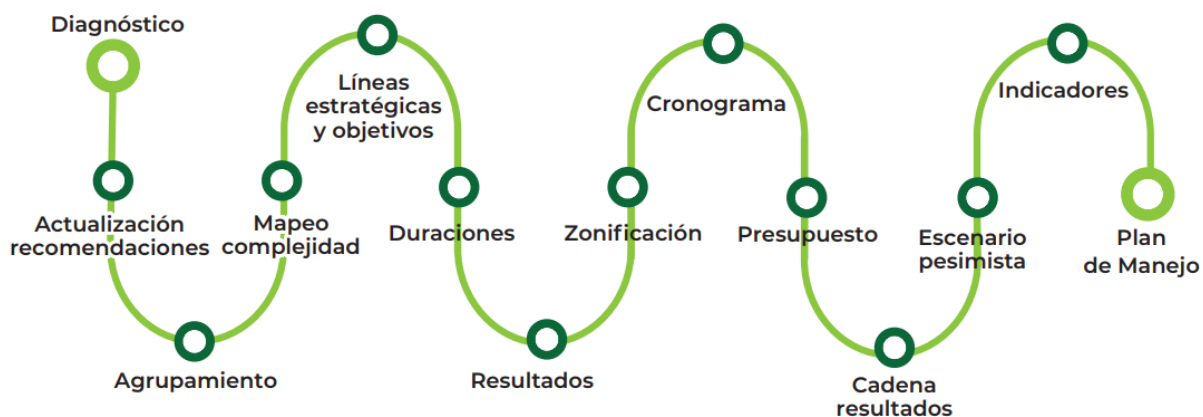 Diagnóstico
Actualización
recomendaciones
Agrupamiento
Mapeo
complejidad
Líneas
estratégicas
y objetivos
Duraciones
Resultados
Zonificación
Cronograma
Presupuesto
Cadena
resultados
Escenario
pesimista
Indicadores
Plan
de Manejo